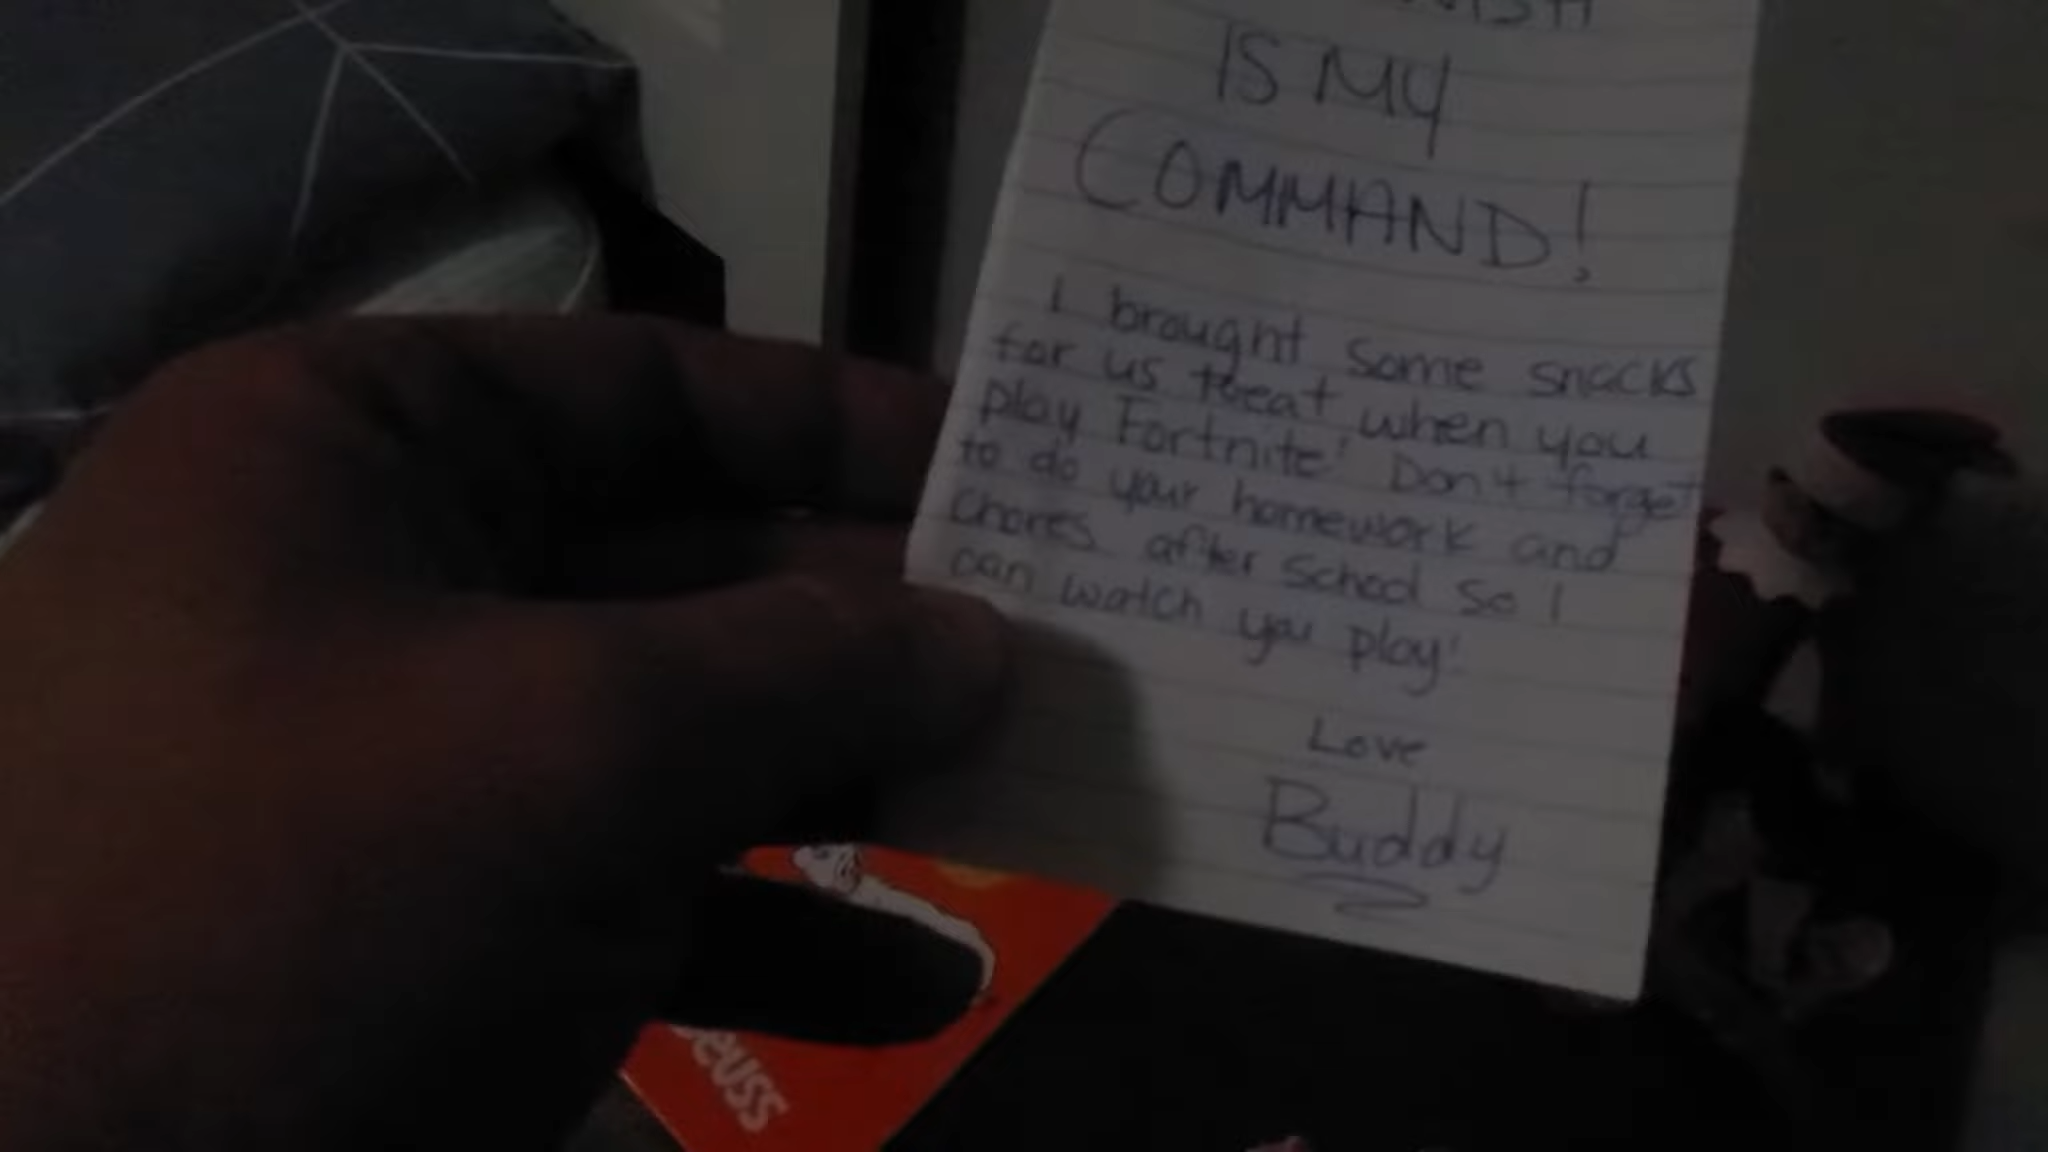 IS MY
COMMAND!
I brought some snacks
for us to eat when you
play Fortnite! Don't forget
to do your homework and
chores after school so I
can watch you play!
Love
Buddy
euss